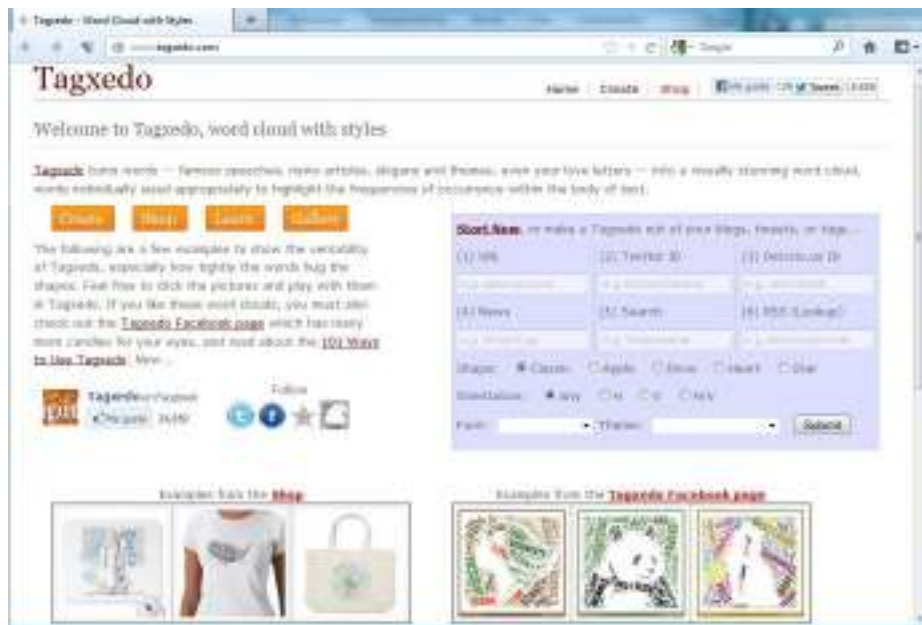 Tagxedo - Word Cloud with Styles
tagxedo.com
Google
Tagxedo
Home Create Shop Me gusta Tweet
Welcome to Tagxedo, word cloud with styles
Tagxedo turns words -- famous speeches, news articles, slogans and themes, even your love letters -- into a visually stunning word cloud,
words individually sized appropriately to highlight the frequencies of occurrence within the body of text.
Create Shop Learn Gallery
The following are a few examples to show the versatility
of Tagxedo, especially how tightly the words hug the
shapes. Feel free to click the pictures and play with them
in Tagxedo. If you like these word clouds, you must also
check out the Tagxedo Facebook page which has many
more candies for your eyes, and read about the 101 Ways
to Use Tagxedo. New...
Tagxedo on Facebook
Me gusta
Follow
Start Now, or make a Tagxedo out of your blogs, tweets, or tags...
(1) URL (2) Twitter ID (3) Del.icio.us ID
(4) News (5) Search (6) RSS (Lookup)
Shape: Classic Apple Dove Heart Star
Orientation: Any H V H/V
Font: Theme: Submit
Examples from the Shop
Examples from the Tagxedo Facebook page